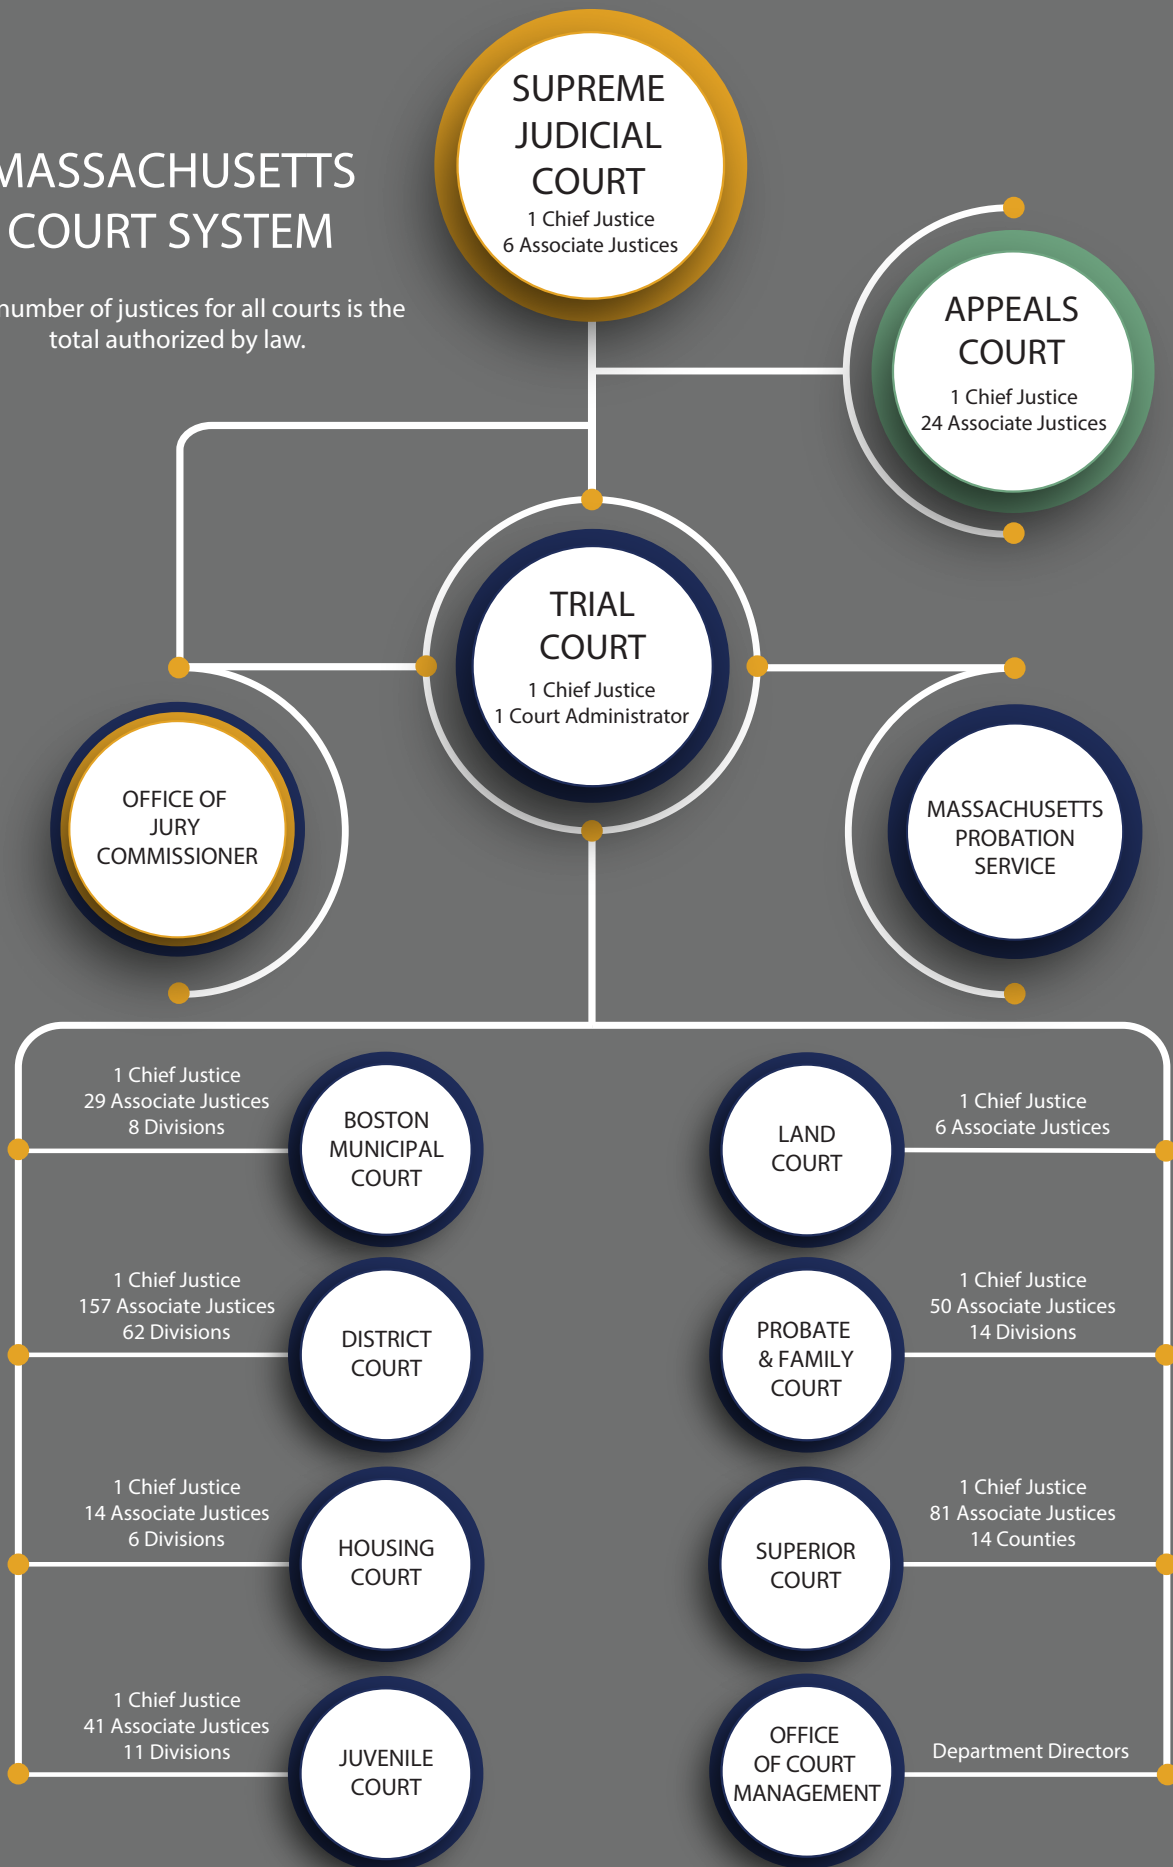 SUPREME
JUDICIAL
COURT
1 Chief Justice
6 Associate Justices
MASSACHUSETTS
COURT SYSTEM
number of justices for all courts is the
total authorized by law.
APPEALS
COURT
1 Chief Justice
24 Associate Justices
TRIAL
COURT
1 Chief Justice
1 Court Administrator
OFFICE OF
JURY
COMMISSIONER
MASSACHUSETTS
PROBATION
SERVICE
1 Chief Justice
29 Associate Justices
8 Divisions
BOSTON
MUNICIPAL
COURT
LAND
COURT
1 Chief Justice
6 Associate Justices
1 Chief Justice
157 Associate Justices
62 Divisions
DISTRICT
COURT
PROBATE
& FAMILY
COURT
1 Chief Justice
50 Associate Justices
14 Divisions
1 Chief Justice
14 Associate Justices
6 Divisions
HOUSING
COURT
SUPERIOR
COURT
1 Chief Justice
81 Associate Justices
14 Counties
1 Chief Justice
41 Associate Justices
11 Divisions
JUVENILE
COURT
OFFICE
OF COURT
MANAGEMENT
Department Directors